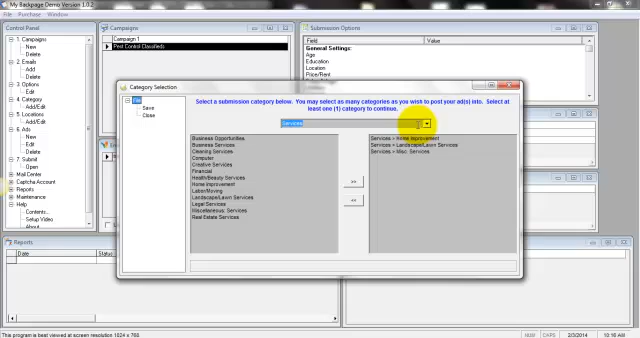 My Backpage Demo Version 1.0.2
File Purchase Window
Control Panel
1. Campaigns
New
Delete
2. Emails
Add
Delete
3. Options
Edit
4. Category
Add/Edit
5. Locations
Add/Edit
6. Ads
New
Delete
7. Submit
Open
Mail Center
Captcha Account
Reports
Maintenance
Help
Contents...
Setup Video
About
Campaigns
Campaign 1
Pest Control Classifieds
Submission Options
Field Value
General Settings:
Age
Education
Location
Price/Rent
Category Selection
File
Save
Close
Select a submission category below. You may select as many categories as you wish to post your ad(s) into. Select at
least one (1) category to continue.
Services
Business Opportunities
Business Services
Cleaning Services
Computer
Creative Services
Financial
Health/Beauty Services
Home Improvement
Labor/Moving
Landscape/Lawn Services
Legal Services
Miscellaneous Services
Real Estate Services
>>
<<
Services > Home Improvement
Services > Landscape/Lawn Services
Services > Misc. Services
Reports
Date Status
This program is best viewed at screen resolution 1024 x 768
NUM CAPS 2/3/2014 10:16 AM